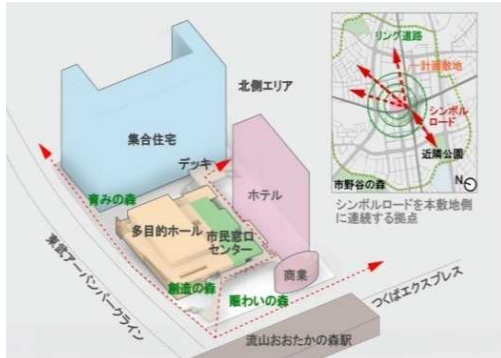 北側エリア
集合住宅
デッキ
育みの森
ホテル
多目的ホール
市民窓口
センター
創造の森
商業
賑わいの森
東武アーバンパークライン
つくばエクスプレス
流山おおたかの森駅
リング道路
計画敷地
シンボル
ロード
近隣公園
市野谷の森
N
シンボルロードを本敷地側
に連続する拠点